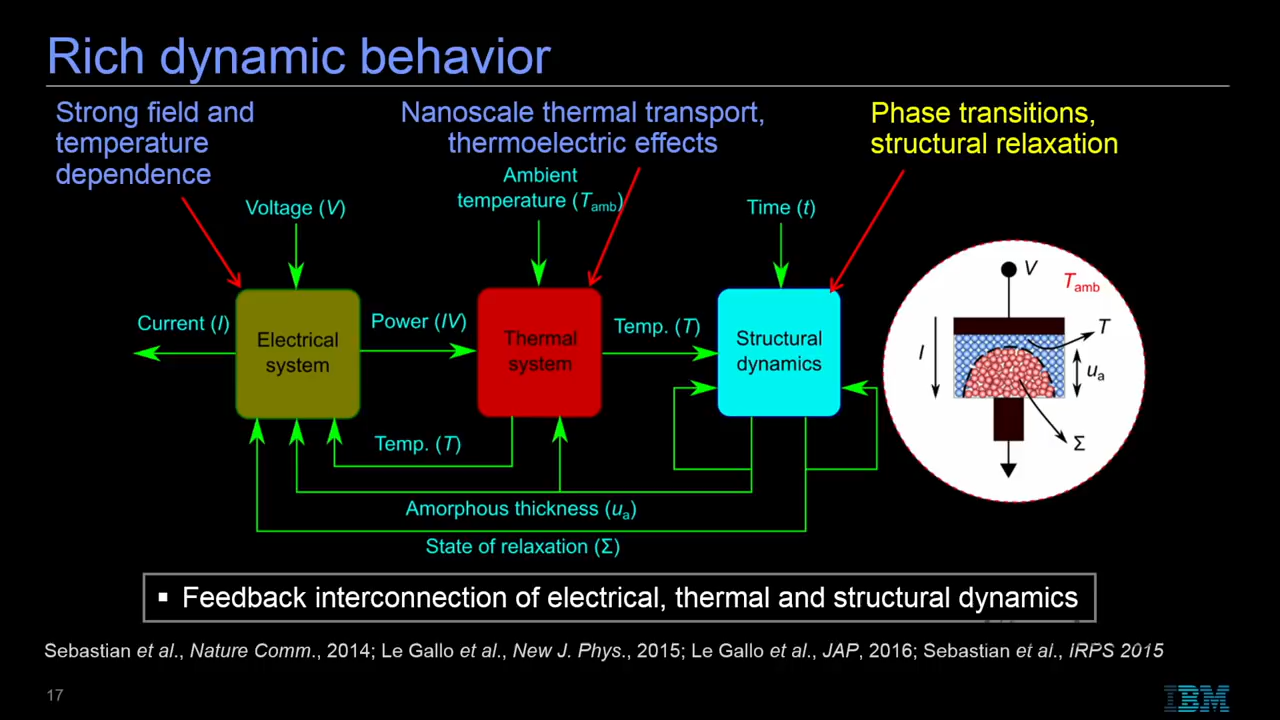 Rich dynamic behavior
Strong field and
temperature
dependence
Nanoscale thermal transport,
thermoelectric effects
Phase transitions,
structural relaxation
Voltage (V)
Ambient
temperature (Tamb)
Time (t)
Current (I)
Electrical
system
Power (IV)
Thermal
system
Temp. (T)
Structural
dynamics
V
Tamb
T
I
ua
Σ
Temp. (T)
Amorphous thickness (ua)
State of relaxation (Σ)
▪ Feedback interconnection of electrical, thermal and structural dynamics
Sebastian et al., Nature Comm., 2014; Le Gallo et al., New J. Phys., 2015; Le Gallo et al., JAP, 2016; Sebastian et al., iRPS 2015
17
IBM